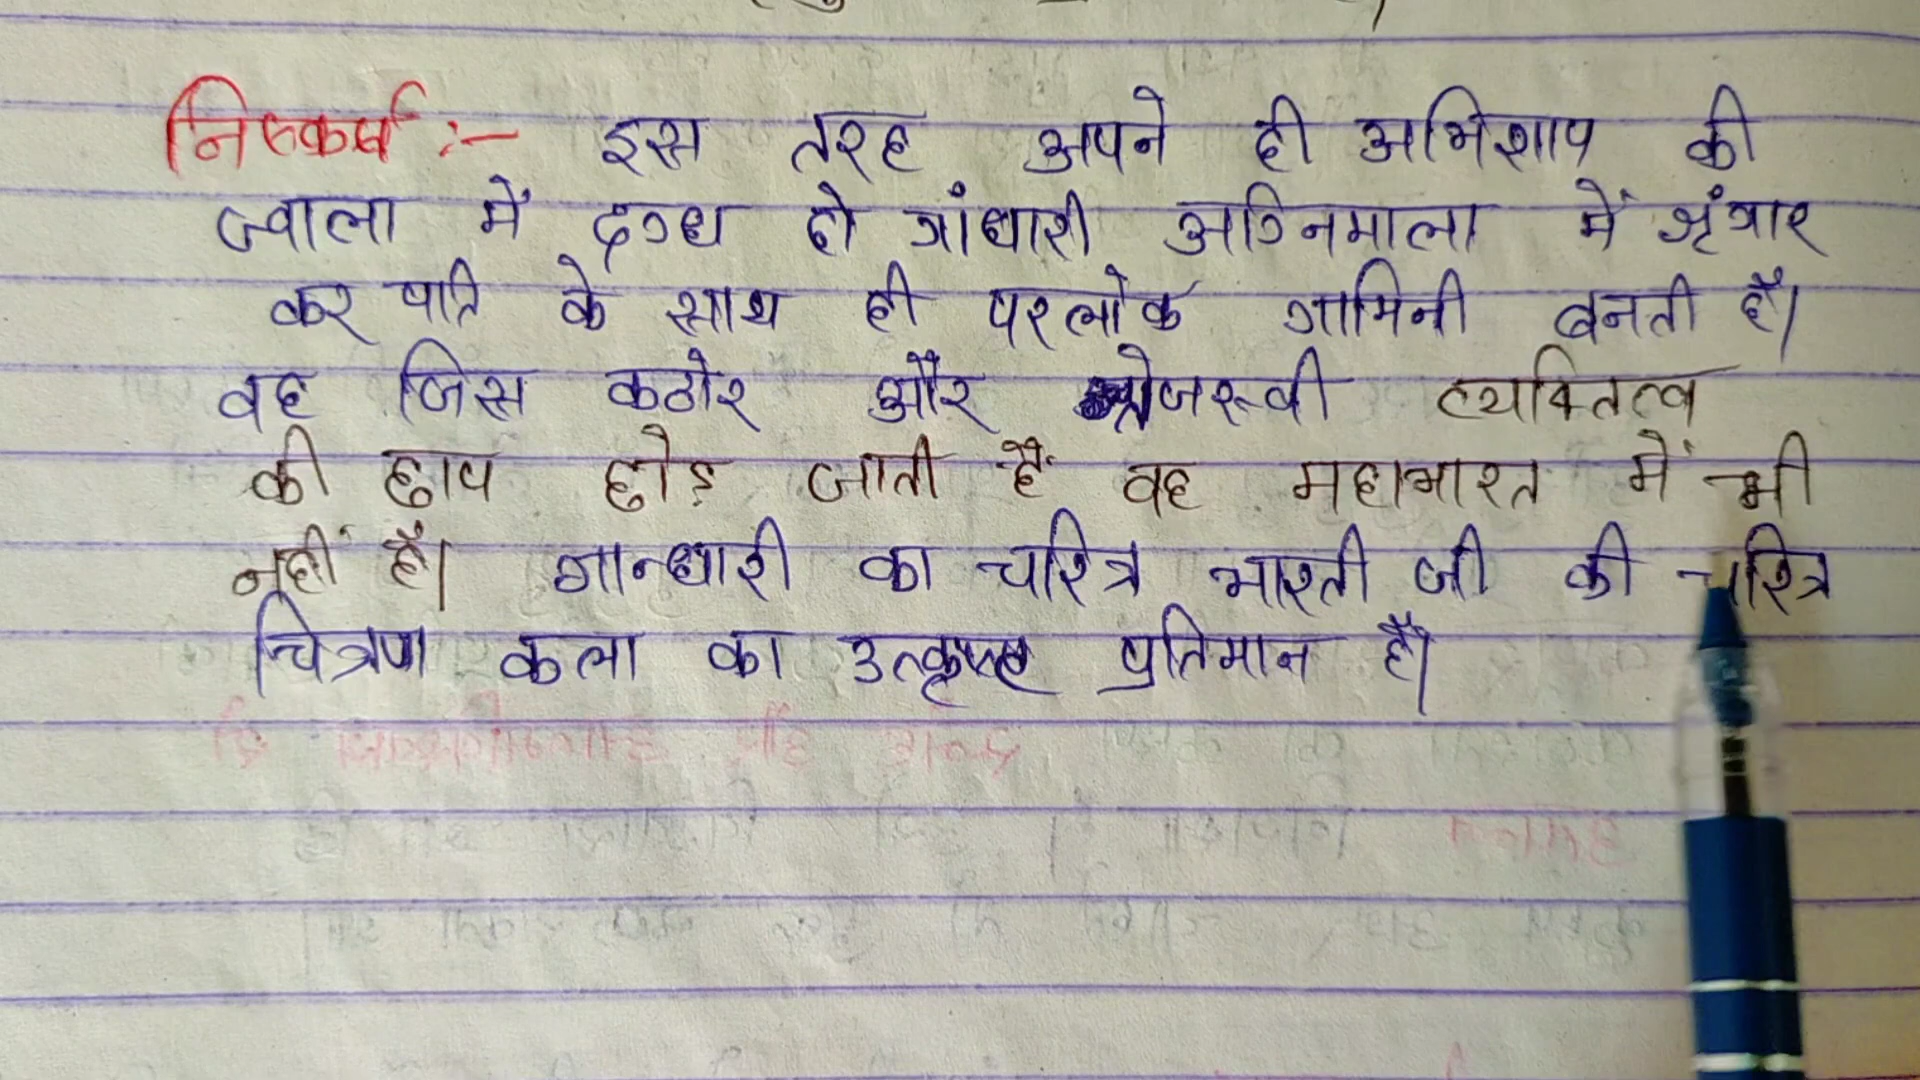 निष्कर्ष :- इस तरह अपने ही अभिशाप की
ज्वाला में दग्ध हो गांधारी अग्निमाला में श्रृंगार
कर पति के साथ ही परलोक गामिनी बनती है।
वह जिस कठोर और ओजस्वी व्यक्तित्व
की छाप छोड़ जाती है वह महाभारत में भी
नहीं है। गान्धारी का चरित्र भारती जी की चरित्र
चित्रण कला का उत्कृष्ट प्रतिमान है।